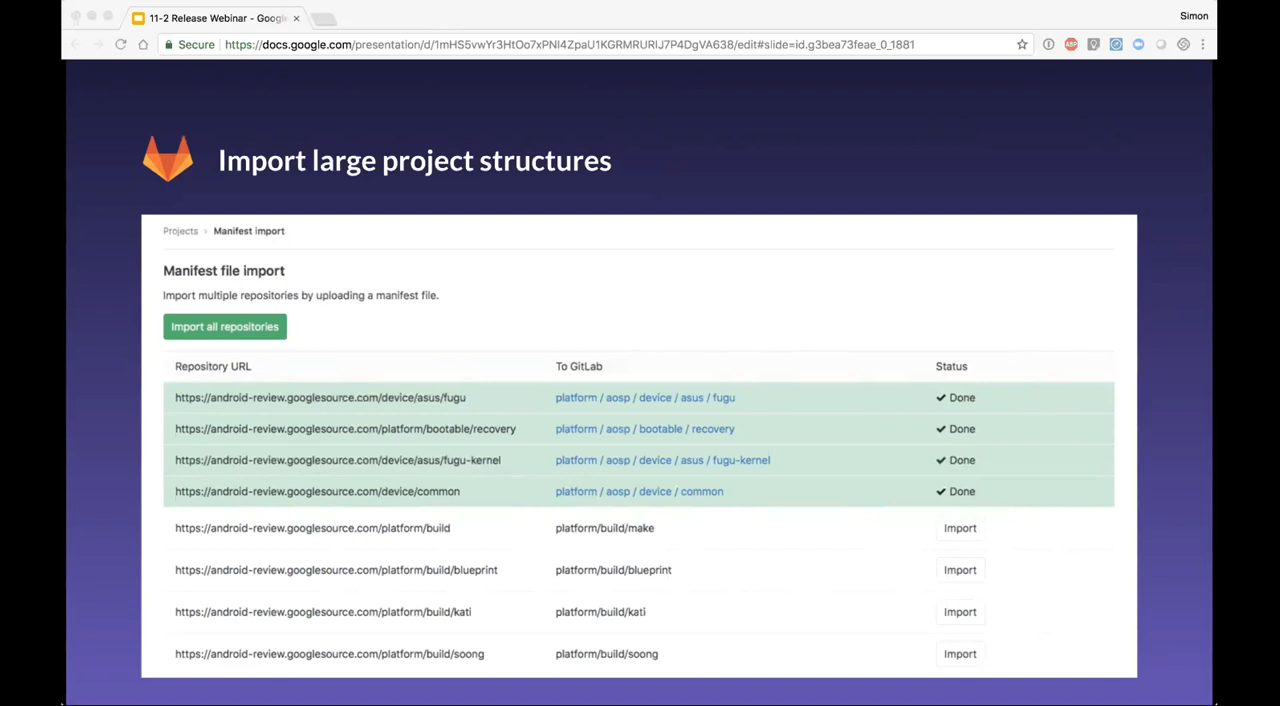 11-2 Release Webinar - Googl
Simon
Secure https://docs.google.com/presentation/d/1mHS5vwYr3HtOo7xPNI4ZpaU1KGRMRURIJ7P4DgVA638/edit#slide=id.g3bea73feae_0_1881
ABP
Import large project structures
Projects > Manifest import
Manifest file import
Import multiple repositories by uploading a manifest file.
Import all repositories
Repository URL To GitLab Status
https://android-review.googlesource.com/device/asus/fugu platform / aosp / device / asus / fugu Done
https://android-review.googlesource.com/platform/bootable/recovery platform / aosp / bootable / recovery Done
https://android-review.googlesource.com/device/asus/fugu-kernel platform / aosp / device / asus / fugu-kernel Done
https://android-review.googlesource.com/device/common platform / aosp / device / common Done
https://android-review.googlesource.com/platform/build platform/build/make Import
https://android-review.googlesource.com/platform/build/blueprint platform/build/blueprint Import
https://android-review.googlesource.com/platform/build/kati platform/build/kati Import
https://android-review.googlesource.com/platform/build/soong platform/build/soong Import